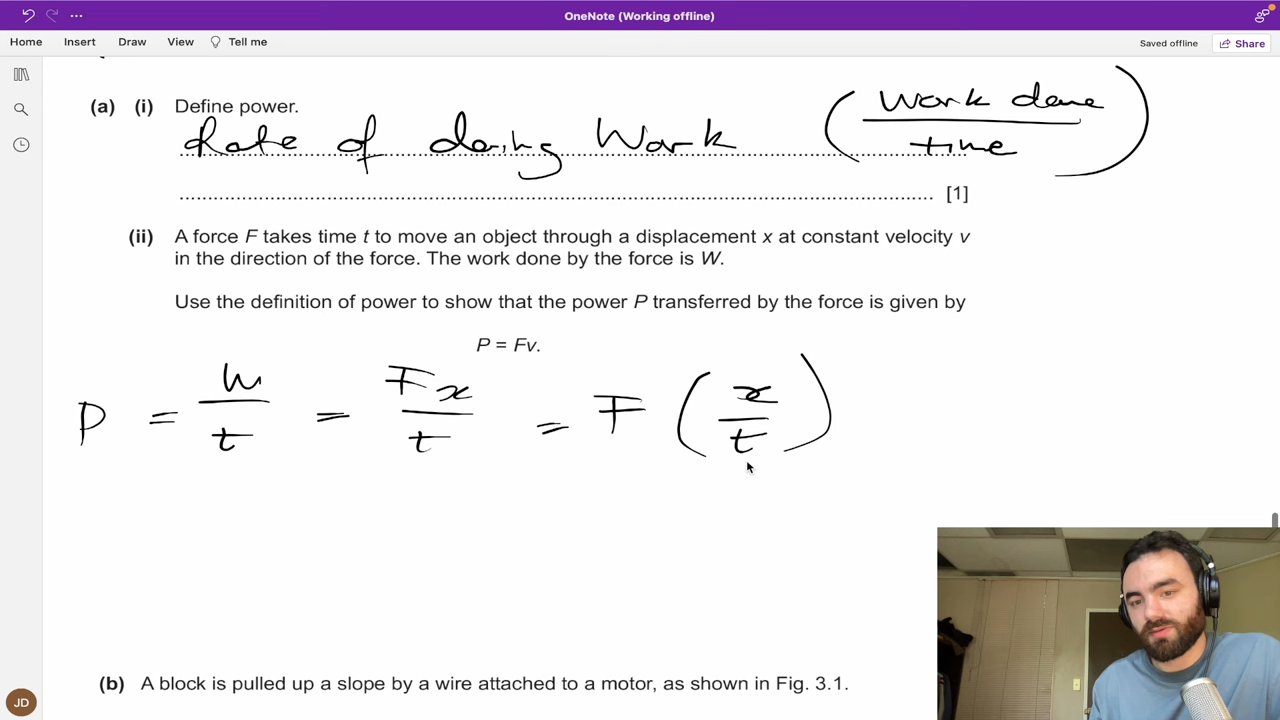 OneNote (Working offline)
Home Insert Draw View Tell me
Saved offline Share
(a) (i) Define power.
Rate of doing Work (work done / time)
[1]
(ii) A force F takes time t to move an object through a displacement x at constant velocity v
in the direction of the force. The work done by the force is W.
Use the definition of power to show that the power P transferred by the force is given by
P = Fv.
P = W/t = Fx/t = F (x/t)
(b) A block is pulled up a slope by a wire attached to a motor, as shown in Fig. 3.1.
JD